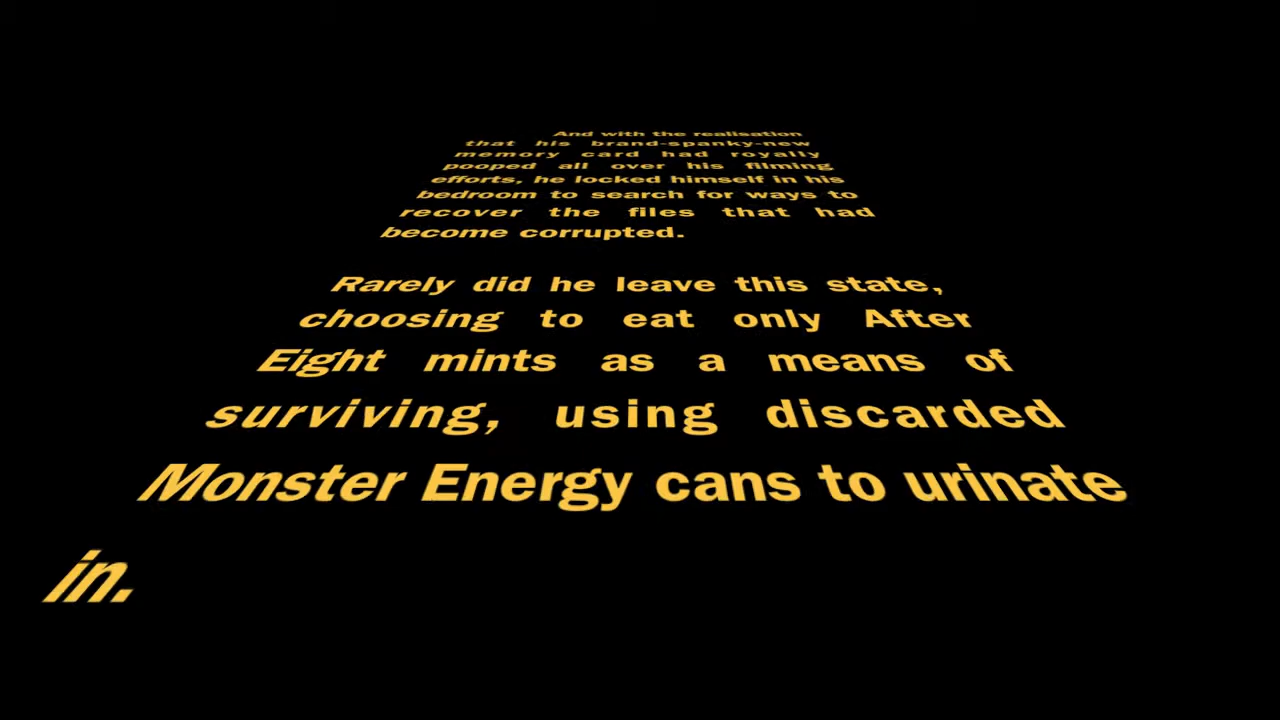 And with the realisation
that his brand-spanky-new
memory card had royally
pooped all over his filming
efforts, he locked himself in his
bedroom to search for ways to
recover the files that had
become corrupted.
Rarely did he leave this state,
choosing to eat only After
Eight mints as a means of
surviving, using discarded
Monster Energy cans to urinate
in.